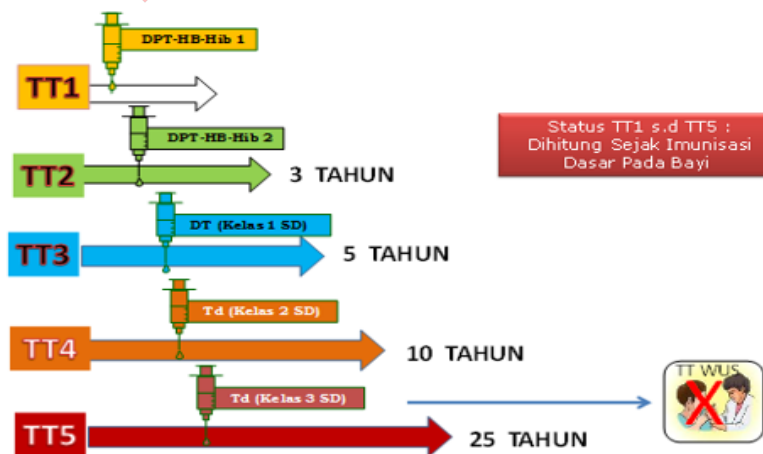 DPT-HB-Hib 1
TT1
DPT-HB-Hib 2
TT2
3 TAHUN
Status TT1 s.d TT5 :
Dihitung Sejak Imunisasi
Dasar Pada Bayi
DT (Kelas 1 SD)
TT3
5 TAHUN
Td (Kelas 2 SD)
TT4
10 TAHUN
TT WUS
X
Td (Kelas 3 SD)
TT5
25 TAHUN